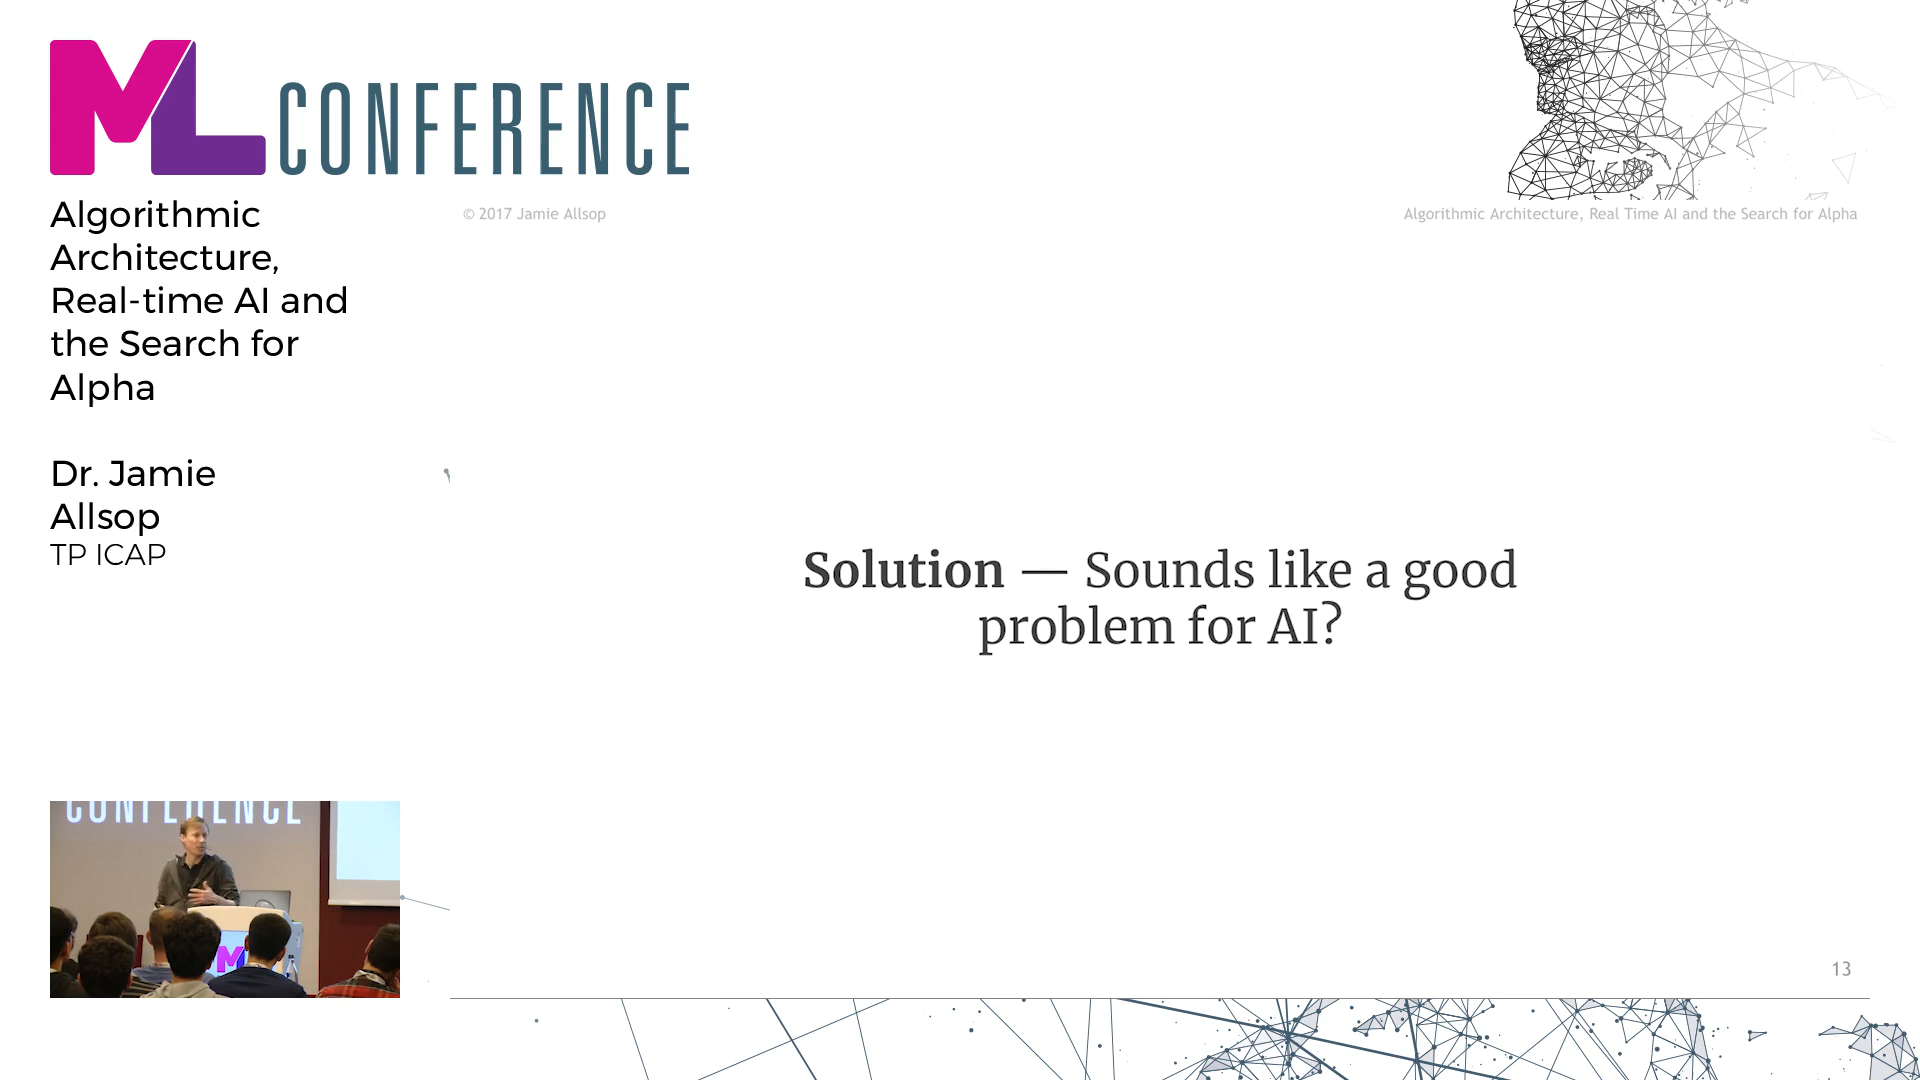 ML CONFERENCE
Algorithmic
Architecture,
Real-time AI and
the Search for
Alpha
Dr. Jamie
Allsop
TP ICAP
© 2017 Jamie Allsop
Algorithmic Architecture, Real Time AI and the Search for Alpha
Solution — Sounds like a good
problem for AI?
CONFERENCE
M
13